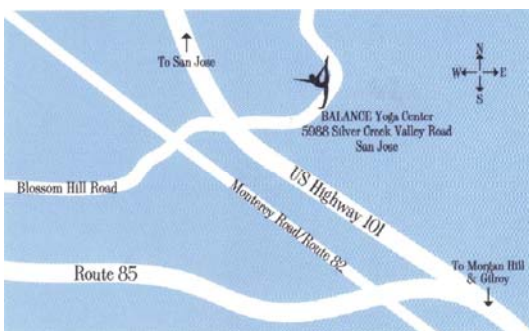 To San Jose
N
W E
S
BALANCE Yoga Center
5988 Silver Creek Valley Road
San Jose
Blossom Hill Road
US Highway 101
Monterey Road/Route 82
Route 85
To Morgan Hill
& Gilroy